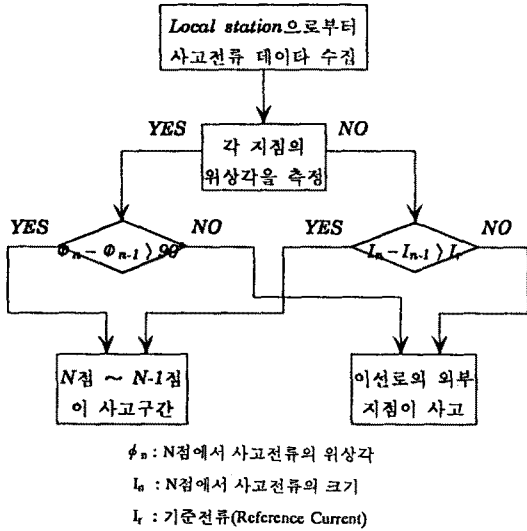 Local station으로부터
사고전류 데이타 수집
YES
NO
각 지점의
위상각을 측정
YES
NO
YES
NO
Φn - Φn-1 > 90°
In - In-1 > Ir
N점 ~ N-1점
이 사고구간
이선로의 외부
지점이 사고
ϕn : N점에서 사고전류의 위상각
In : N점에서 사고전류의 크기
Ir : 기준전류(Reference Current)